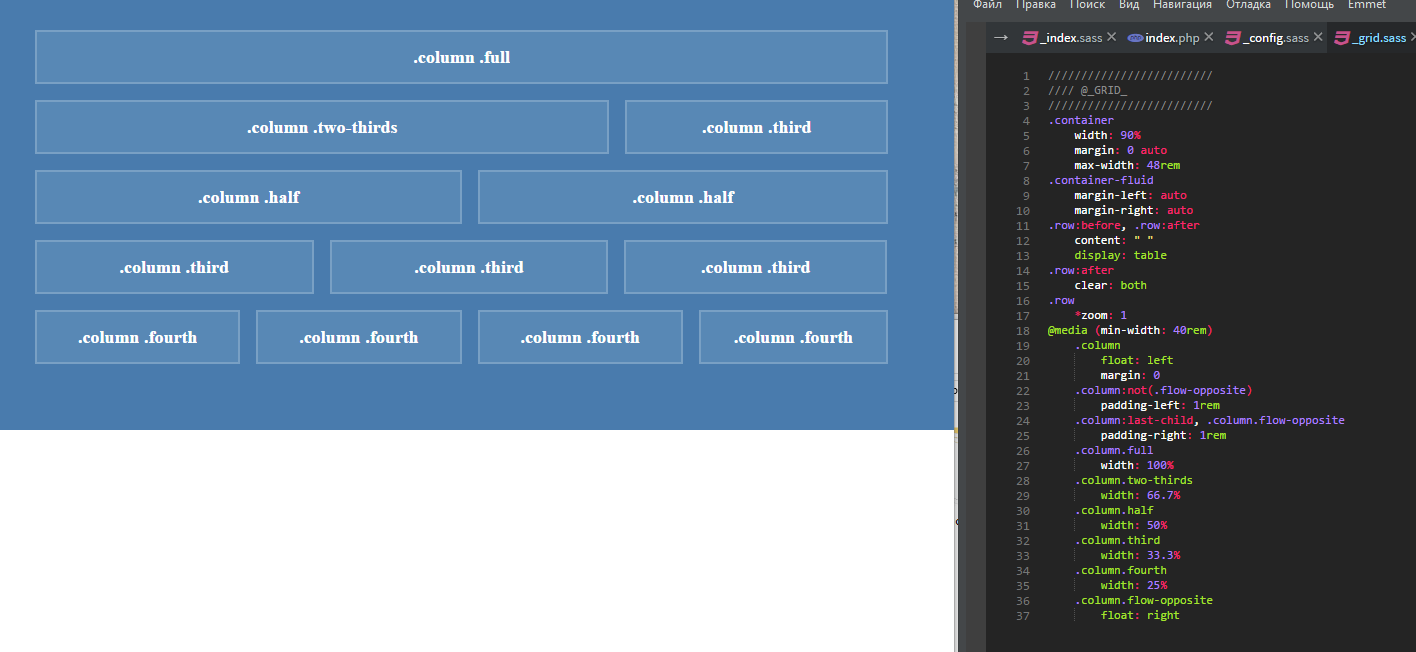 Файл Правка Поиск Вид Навигация Отладка Помощь Emmet
→ _index.sass × index.php × _config.sass × _grid.sass ×
.column .full
.column .two-thirds .column .third
.column .half .column .half
.column .third .column .third .column .third
.column .fourth .column .fourth .column .fourth .column .fourth
1 /////////////////////////
2 //// @_GRID_
3 /////////////////////////
4 .container
5 width: 90%
6 margin: 0 auto
7 max-width: 48rem
8 .container-fluid
9 margin-left: auto
10 margin-right: auto
11 .row:before, .row:after
12 content: " "
13 display: table
14 .row:after
15 clear: both
16 .row
17 *zoom: 1
18 @media (min-width: 40rem)
19 .column
20 float: left
21 margin: 0
22 .column:not(.flow-opposite)
23 padding-left: 1rem
24 .column:last-child, .column.flow-opposite
25 padding-right: 1rem
26 .column.full
27 width: 100%
28 .column.two-thirds
29 width: 66.7%
30 .column.half
31 width: 50%
32 .column.third
33 width: 33.3%
34 .column.fourth
35 width: 25%
36 .column.flow-opposite
37 float: right